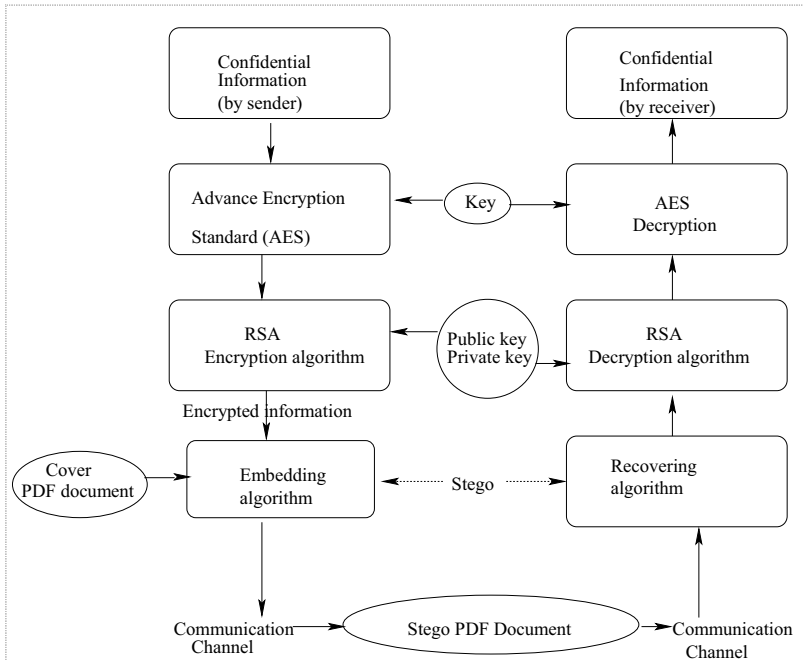 Confidential
Information
(by sender)
Confidential
Information
(by receiver)
Advance Encryption
Standard (AES)
Key
AES
Decryption
RSA
Encryption algorithm
Public key
Private key
RSA
Decryption algorithm
Encrypted information
Cover
PDF document
Embedding
algorithm
Stego
Recovering
algorithm
Communication
Channel
Stego PDF Document
Communication
Channel